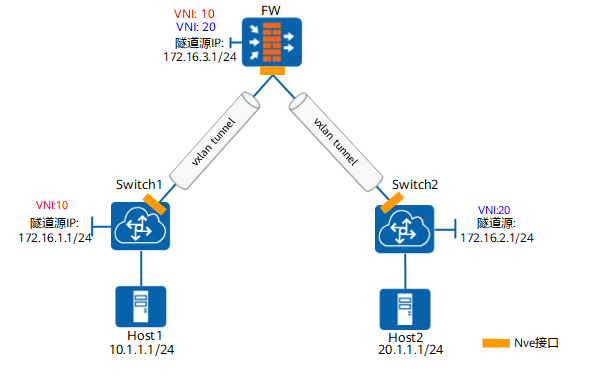 FW
VNI: 10
VNI: 20
隧道源IP:
172.16.3.1/24
vxlan tunnel
vxlan tunnel
Switch1
Switch2
VNI:10
隧道源IP:
172.16.1.1/24
VNI:20
隧道源:
172.16.2.1/24
Host1
10.1.1.1/24
Host2
20.1.1.1/24
Nve接口